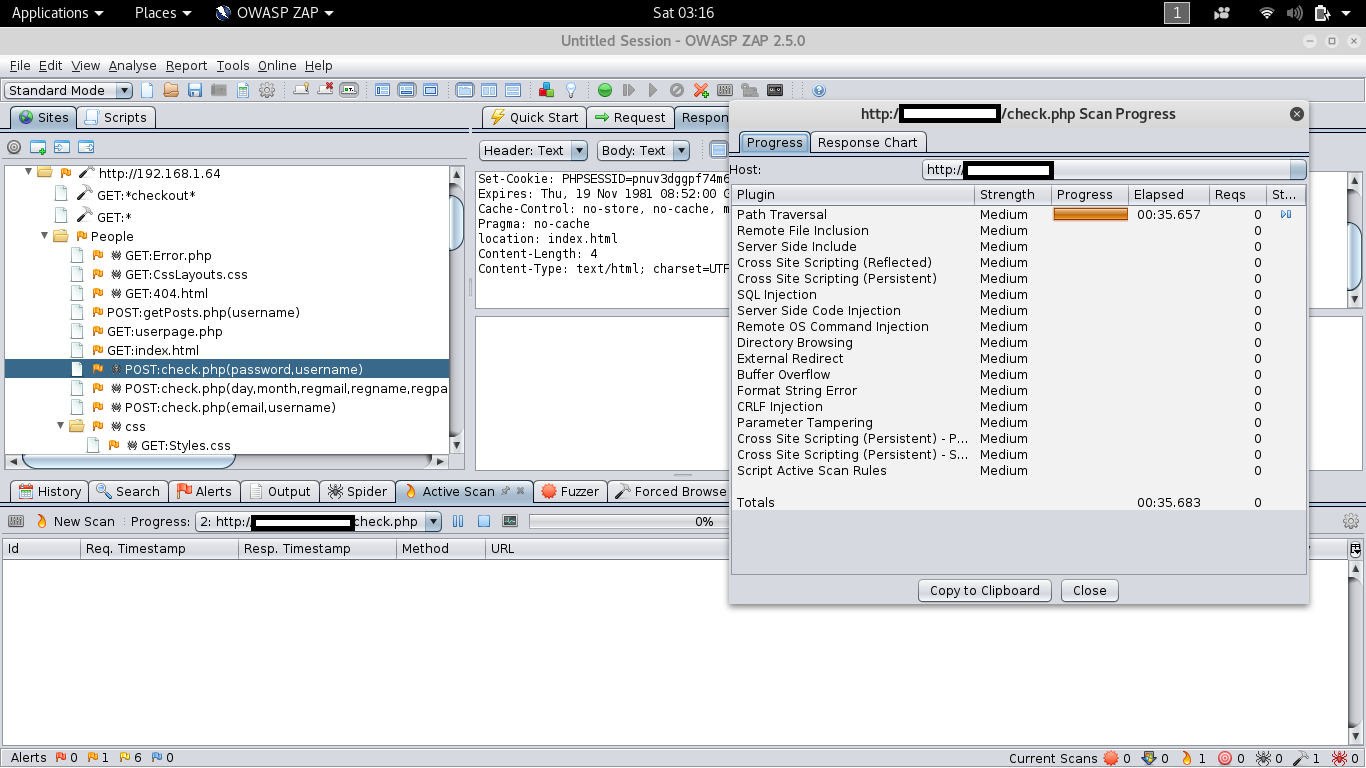 Applications Places OWASP ZAP Sat 03:16 1
Untitled Session - OWASP ZAP 2.5.0
File Edit View Analyse Report Tools Online Help
Standard Mode
Sites Scripts
http://192.168.1.64
GET:*checkout*
GET:*
People
GET:Error.php
GET:CssLayouts.css
GET:404.html
POST:getPosts.php(username)
GET:userpage.php
GET:index.html
POST:check.php(password,username)
POST:check.php(day,month,regmail,regname,regpa
POST:check.php(email,username)
css
GET:Styles.css
Quick Start Request Respon
Header: Text Body: Text
Set-Cookie: PHPSESSID=pnuv3dggpf74m6
Expires: Thu, 19 Nov 1981 08:52:00 G
Cache-Control: no-store, no-cache, m
Pragma: no-cache
location: index.html
Content-Length: 4
Content-Type: text/html; charset=UTF
http:/ /check.php Scan Progress
Progress Response Chart
Host: http:/
Plugin Strength Progress Elapsed Reqs St...
Path Traversal Medium 00:35.657 0
Remote File Inclusion Medium 0
Server Side Include Medium 0
Cross Site Scripting (Reflected) Medium 0
Cross Site Scripting (Persistent) Medium 0
SQL Injection Medium 0
Server Side Code Injection Medium 0
Remote OS Command Injection Medium 0
Directory Browsing Medium 0
External Redirect Medium 0
Buffer Overflow Medium 0
Format String Error Medium 0
CRLF Injection Medium 0
Parameter Tampering Medium 0
Cross Site Scripting (Persistent) - P... Medium 0
Cross Site Scripting (Persistent) - S... Medium 0
Script Active Scan Rules Medium 0
Totals 00:35.683 0
Copy to Clipboard Close
History Search Alerts Output Spider Active Scan Fuzzer Forced Browse
New Scan Progress: 2: http:/ check.php 0%
Id Req. Timestamp Resp. Timestamp Method URL
Alerts 0 1 6 0 Current Scans 0 0 1 0 0 1 0